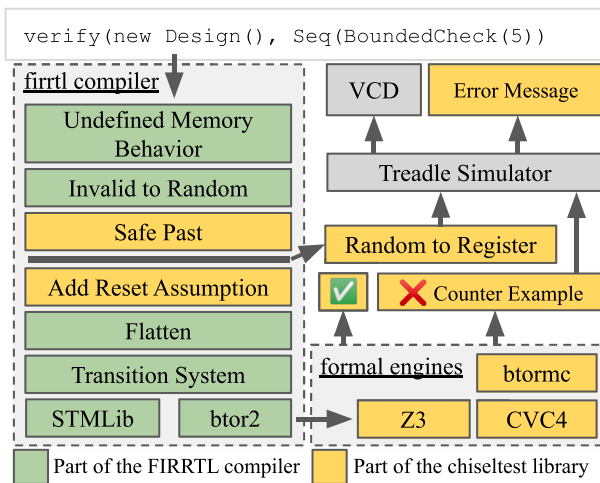 verify(new Design(), Seq(BoundedCheck(5))
firrtl compiler
Undefined Memory
Behavior
Invalid to Random
Safe Past
Add Reset Assumption
Flatten
Transition System
STMLib
btor2
VCD
Error Message
Treadle Simulator
Random to Register
✅
❌ Counter Example
formal engines
btormc
Z3
CVC4
Part of the FIRRTL compiler
Part of the chiseltest library